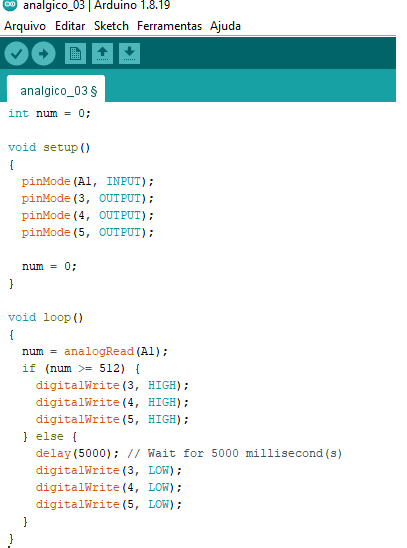 analgico_03 | Arduino 1.8.19
Arquivo Editar Sketch Ferramentas Ajuda
analgico_03 §
int num = 0;

void setup()
{
  pinMode(A1, INPUT);
  pinMode(3, OUTPUT);
  pinMode(4, OUTPUT);
  pinMode(5, OUTPUT);

  num = 0;
}

void loop()
{
  num = analogRead(A1);
  if (num >= 512) {
    digitalWrite(3, HIGH);
    digitalWrite(4, HIGH);
    digitalWrite(5, HIGH);
  } else {
    delay(5000); // Wait for 5000 millisecond(s)
    digitalWrite(3, LOW);
    digitalWrite(4, LOW);
    digitalWrite(5, LOW);
  }
}